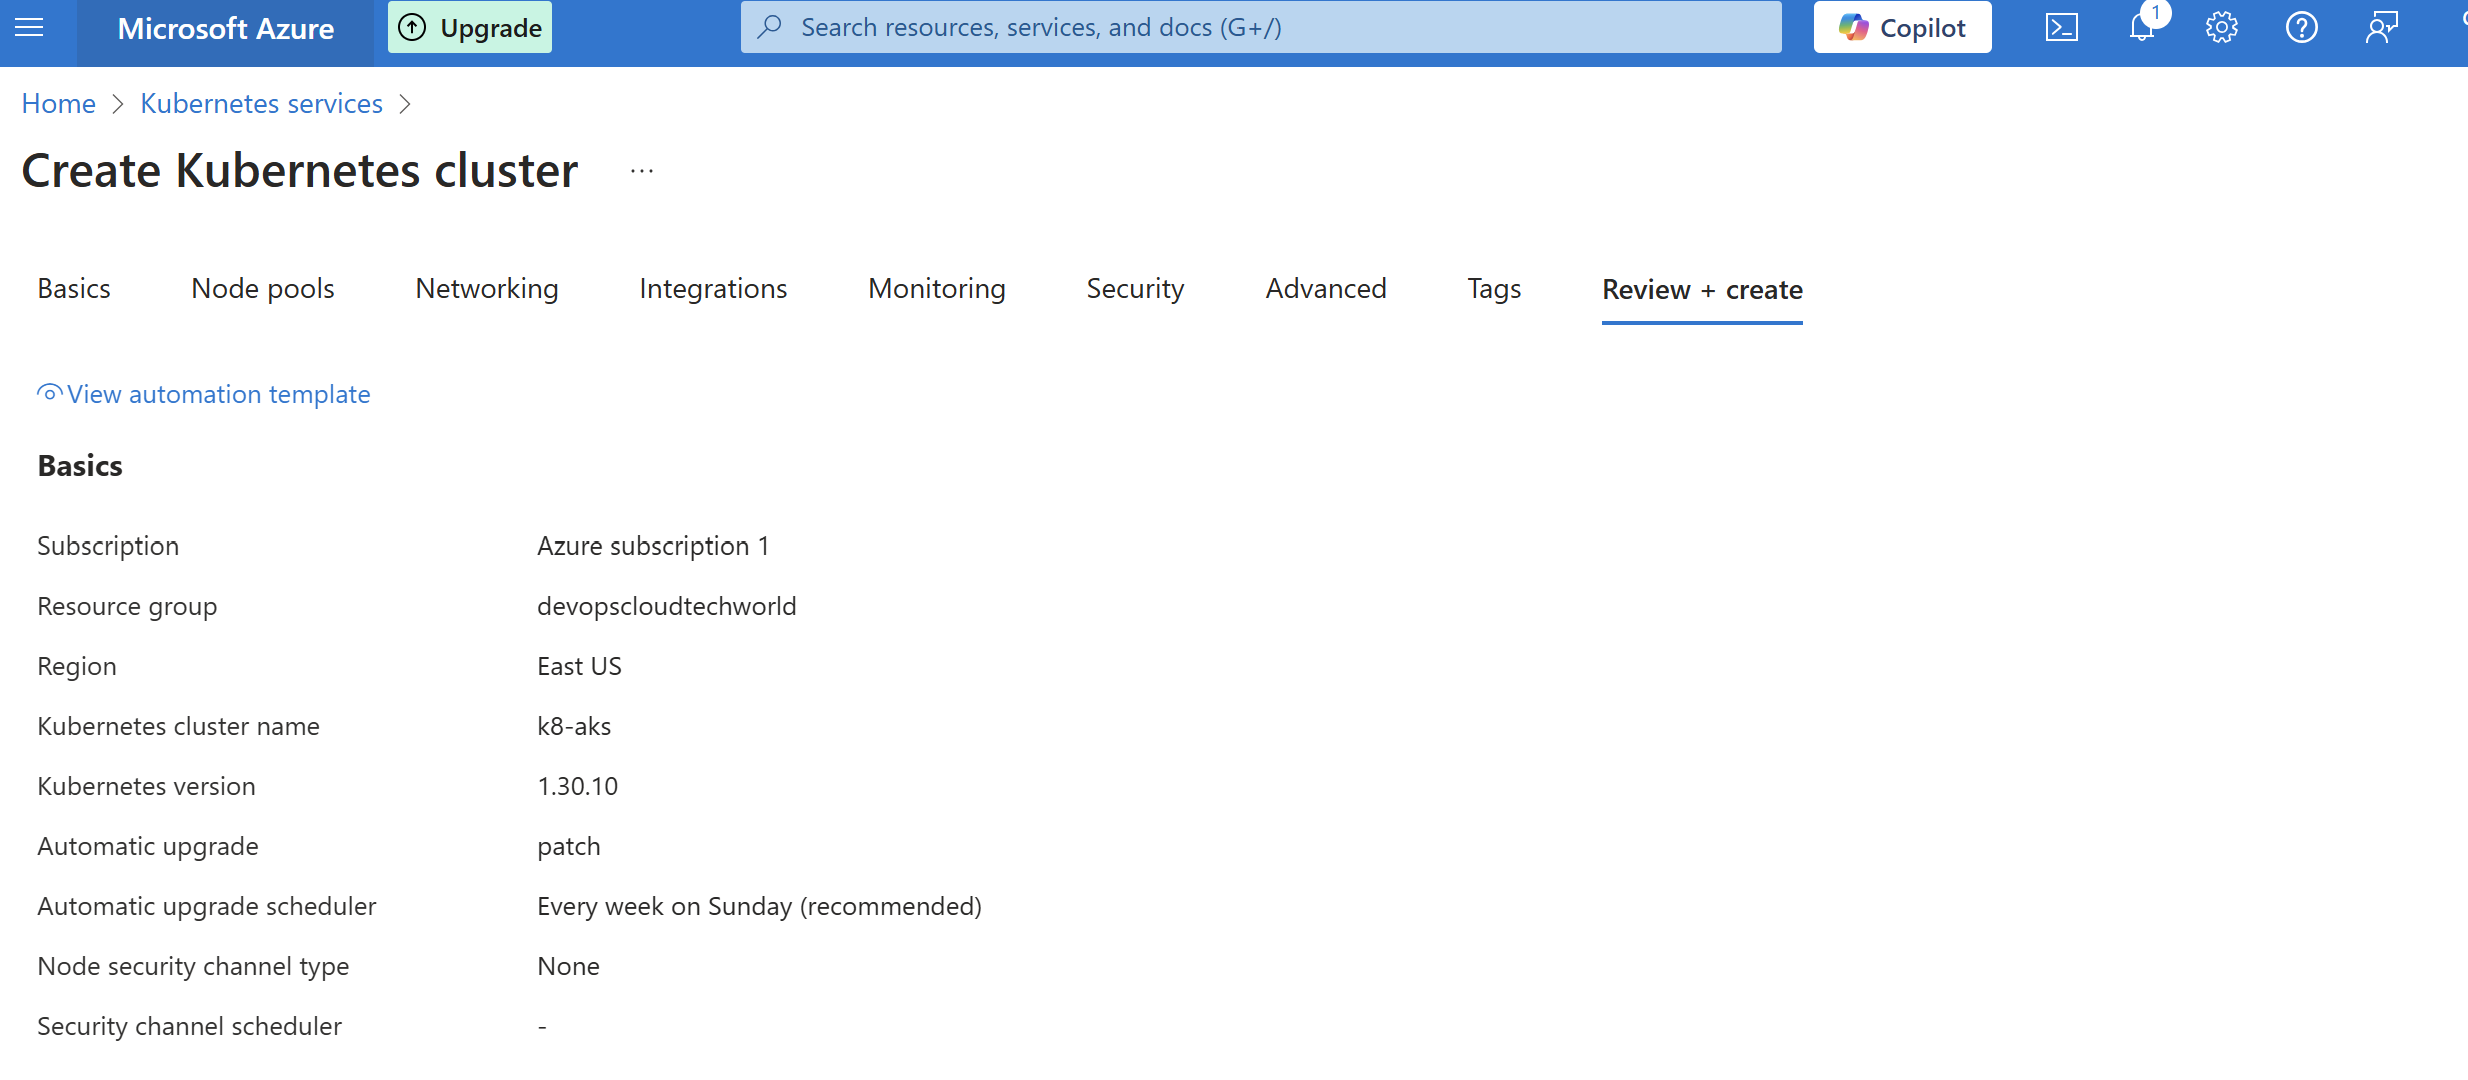 Microsoft Azure Upgrade Search resources, services, and docs (G+/) Copilot 1
Home Kubernetes services
Create Kubernetes cluster ...
Basics Node pools Networking Integrations Monitoring Security Advanced Tags Review + create
View automation template
Basics
Subscription Azure subscription 1
Resource group devopscloudtechworld
Region East US
Kubernetes cluster name k8-aks
Kubernetes version 1.30.10
Automatic upgrade patch
Automatic upgrade scheduler Every week on Sunday (recommended)
Node security channel type None
Security channel scheduler -